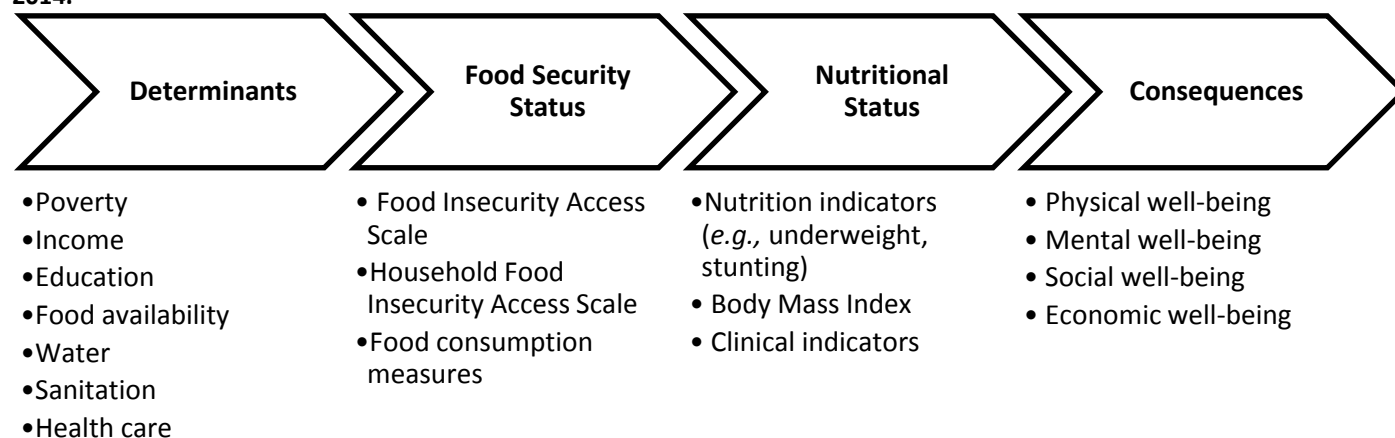 2014.
Determinants
Food Security
Status
Nutritional
Status
Consequences
•Poverty
•Income
•Education
•Food availability
•Water
•Sanitation
•Health care
• Food Insecurity Access
Scale
•Household Food
Insecurity Access Scale
•Food consumption
measures
•Nutrition indicators
(e.g., underweight,
stunting)
• Body Mass Index
• Clinical indicators
• Physical well-being
• Mental well-being
• Social well-being
• Economic well-being